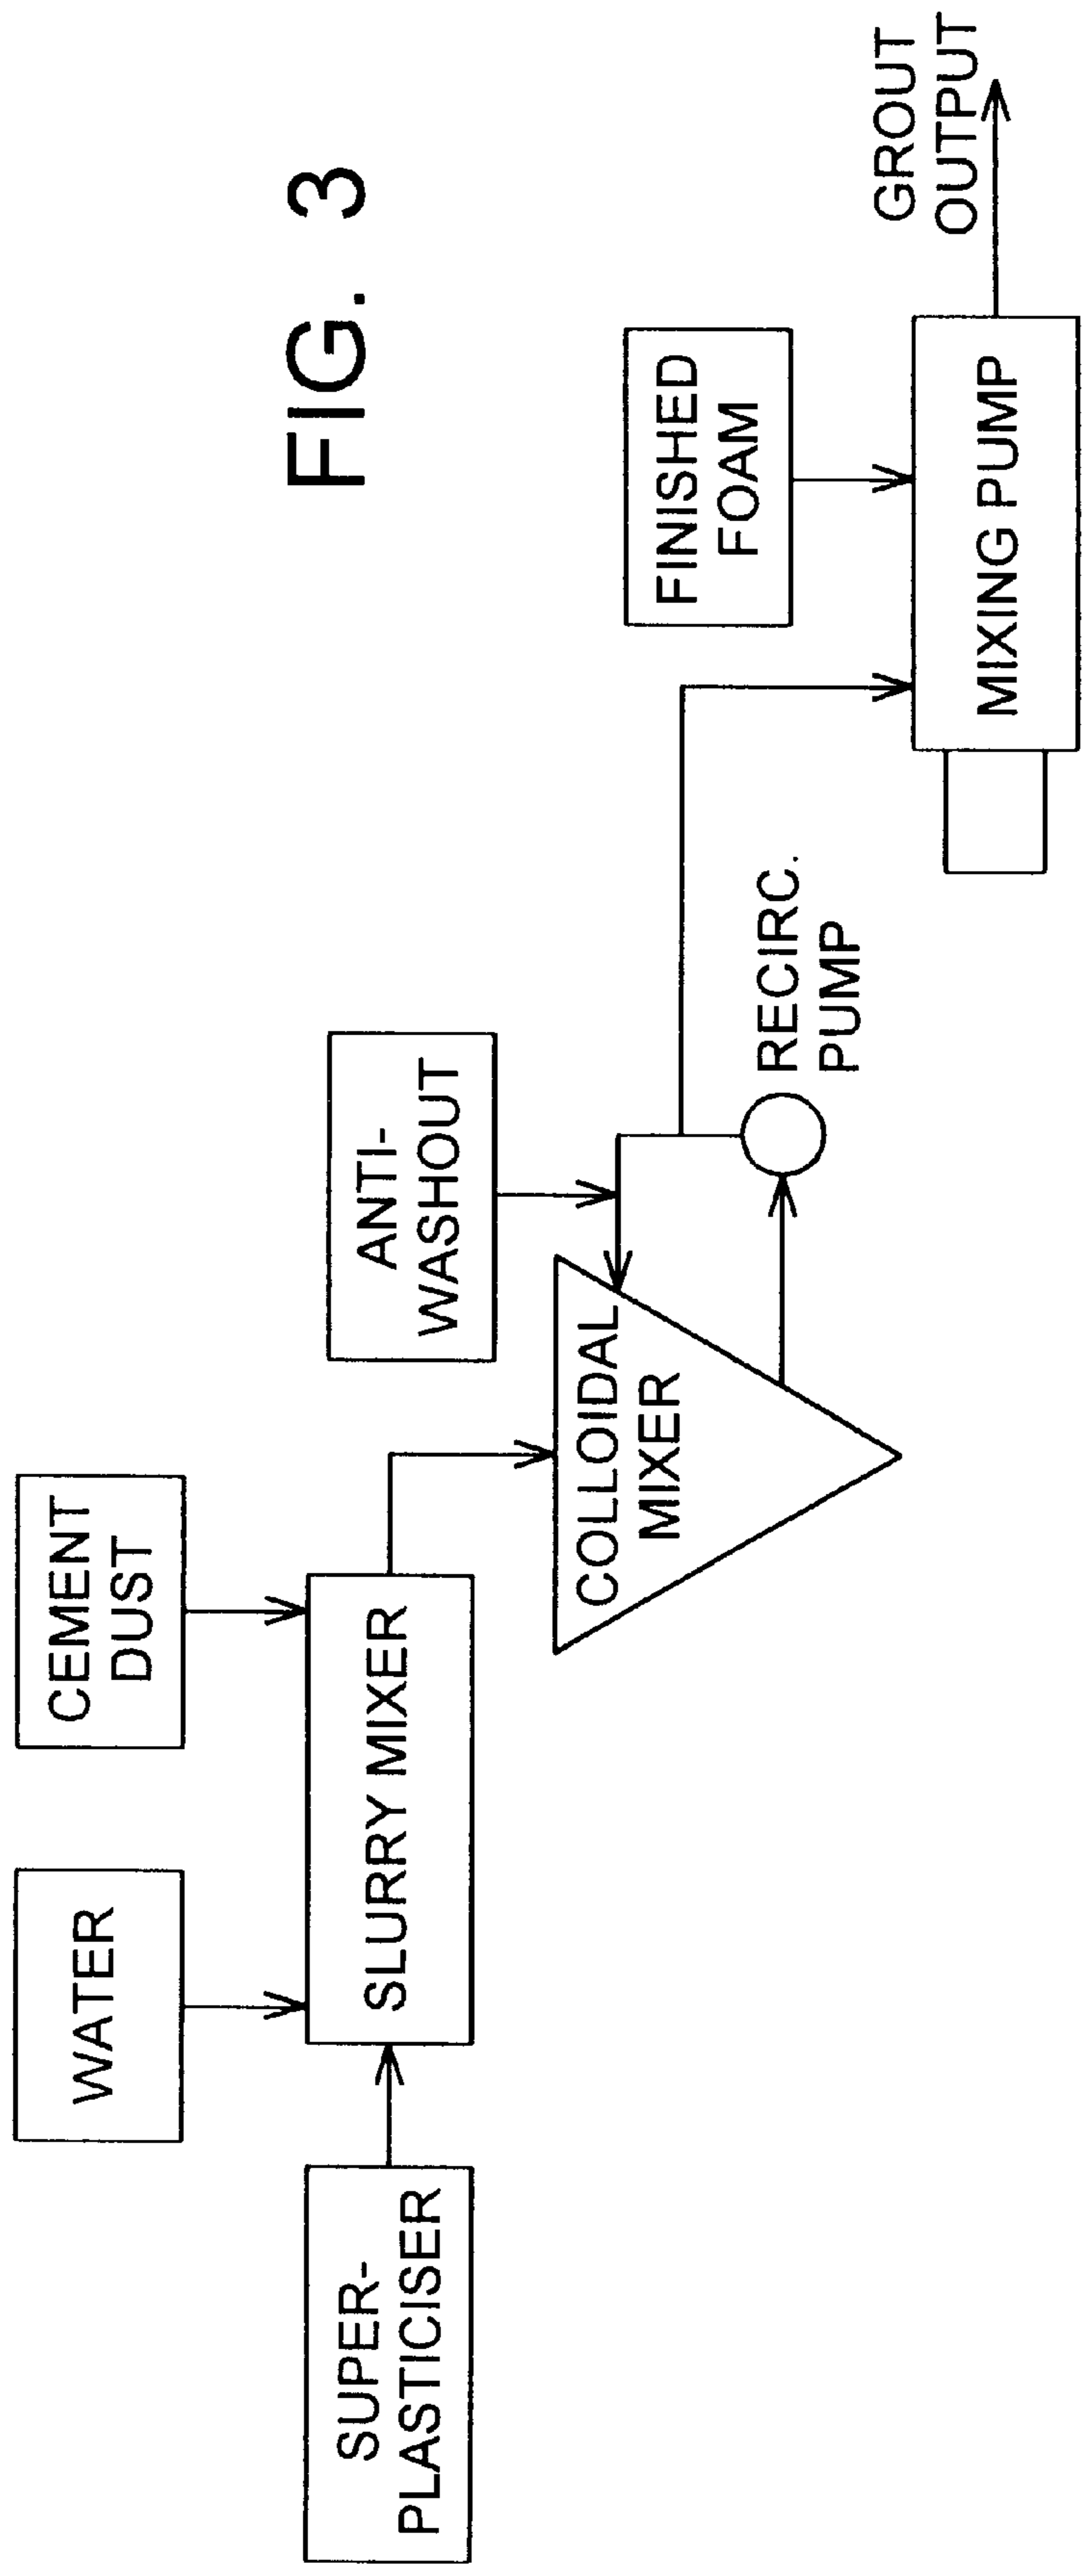 FIG. 3
WATER
CEMENT
DUST
SUPER-
PLASTICISER
SLURRY MIXER
ANTI-
WASHOUT
COLLOIDAL
MIXER
RECIRC.
PUMP
FINISHED
FOAM
MIXING PUMP
GROUT
OUTPUT